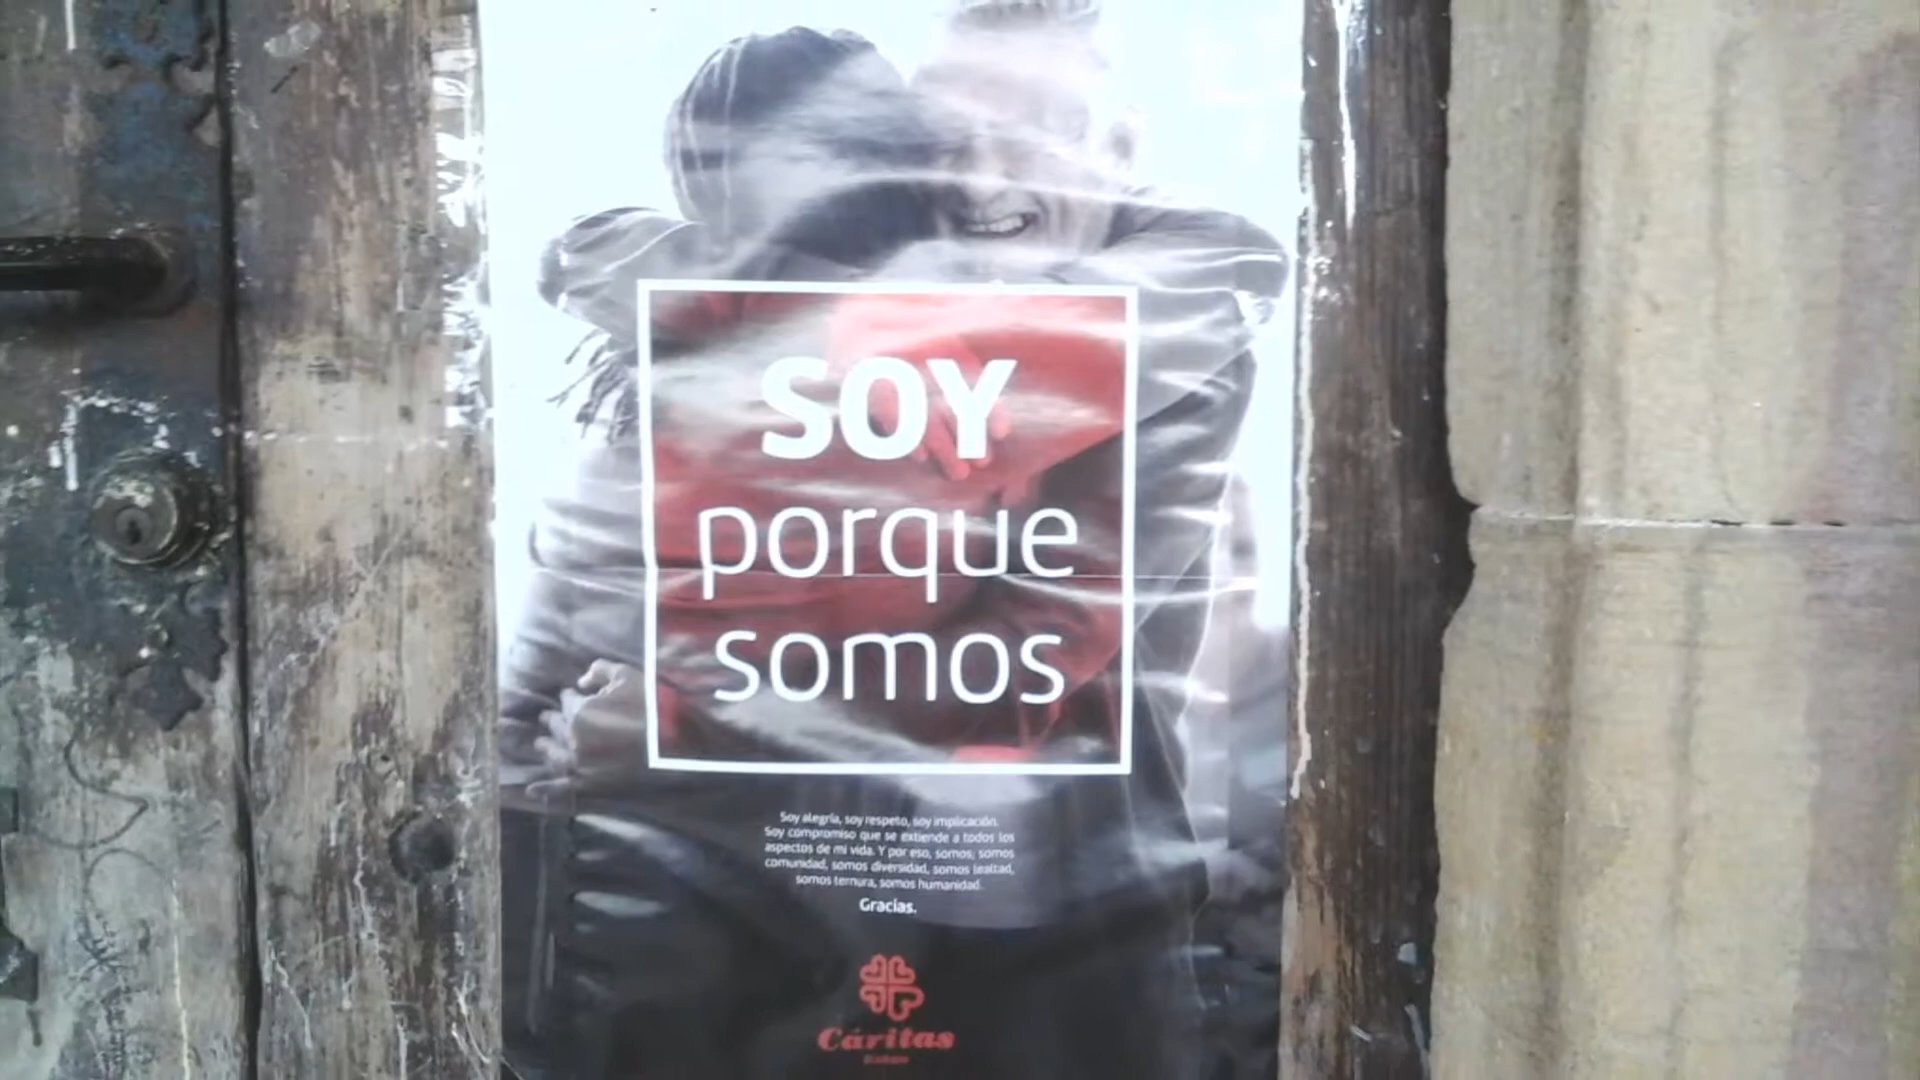 SOY
porque
somos
Soy alegría, soy respeto, soy implicación.
Soy compromiso que se extiende a todos los
aspectos de mi vida. Y por eso, somos; somos
comunidad, somos diversidad, somos lealtad,
somos ternura, somos humanidad.
Gracias.
Cáritas